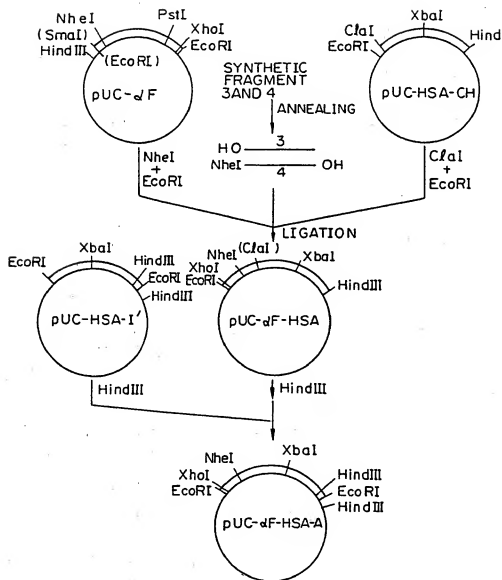 NheI
(SmaI)
HindIII
(EcoRI)
PstI
XhoI
EcoRI
pUC-αF
SYNTHETIC
FRAGMENT
3 AND 4
ANNEALING
HO 3
NheI 4 OH
ClaI
EcoRI
XbaI
Hind
pUC-HSA-CH
NheI
+
EcoRI
ClaI
+
EcoRI
LIGATION
EcoRI
XbaI
HindIII
EcoRI
HindIII
pUC-HSA-I'
XhoI
EcoRI
NheI
(ClaI)
XbaI
HindIII
pUC-αF-HSA
HindIII
HindIII
XhoI
EcoRI
NheI
XbaI
HindIII
EcoRI
HindIII
pUC-αF-HSA-A